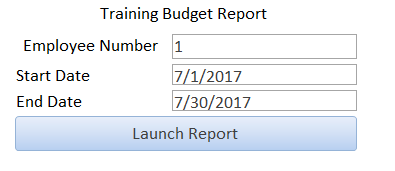 Training Budget Report
Employee Number 1
Start Date 7/1/2017
End Date 7/30/2017
Launch Report